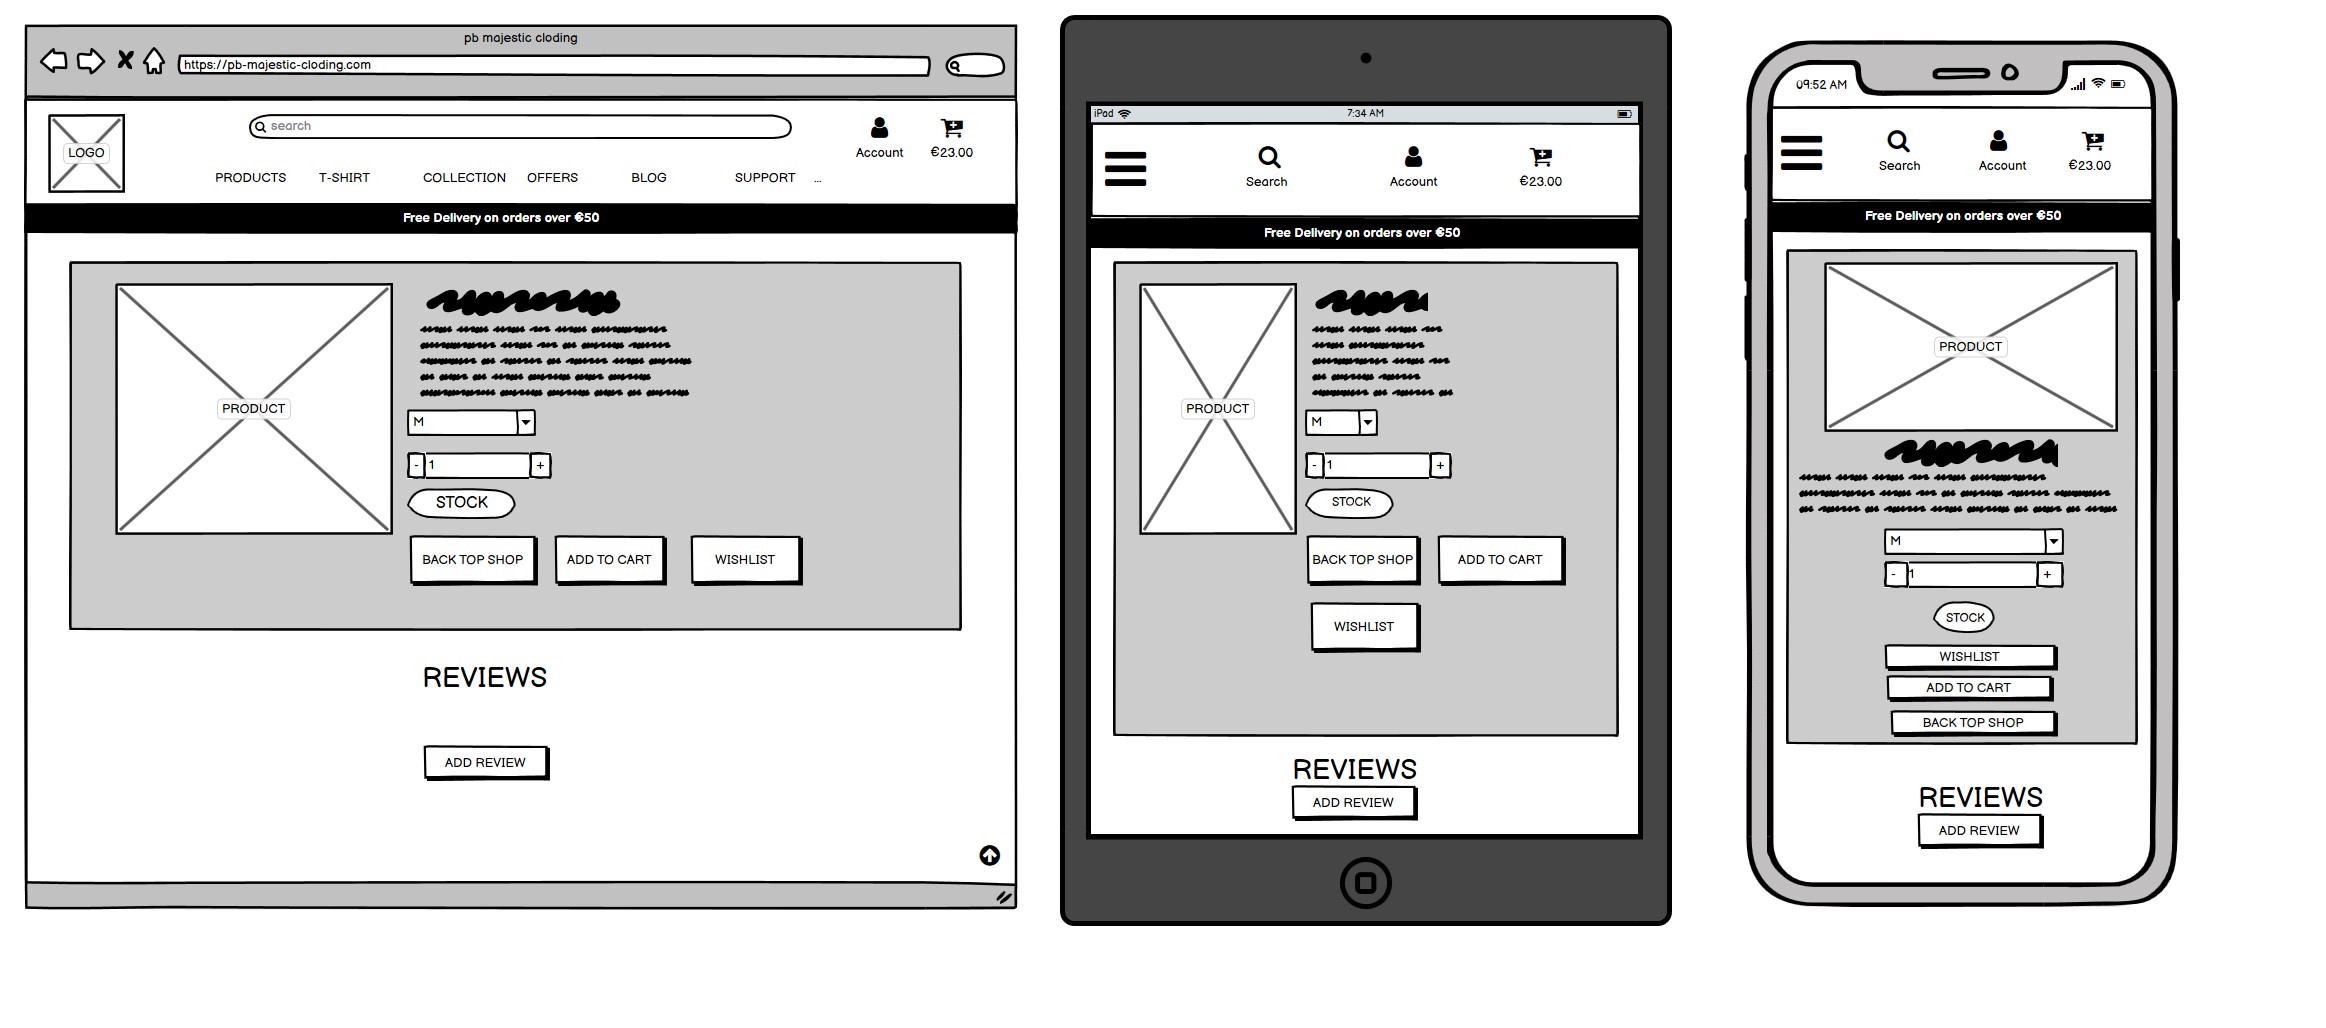 pb majestic cloding
https://pb-majestic-cloding.com
LOGO
search
Account
€23.00
PRODUCTS T-SHIRT COLLECTION OFFERS BLOG SUPPORT ...
Free Delivery on orders over €50
PRODUCT
M
- 1 +
STOCK
BACK TOP SHOP
ADD TO CART
WISHLIST
REVIEWS
ADD REVIEW
iPad
7:34 AM
Search
Account
€23.00
Free Delivery on orders over €50
PRODUCT
M
- 1 +
STOCK
BACK TOP SHOP
ADD TO CART
WISHLIST
REVIEWS
ADD REVIEW
09:52 AM
Search
Account
€23.00
Free Delivery on orders over €50
PRODUCT
M
- 1 +
STOCK
WISHLIST
ADD TO CART
BACK TOP SHOP
REVIEWS
ADD REVIEW